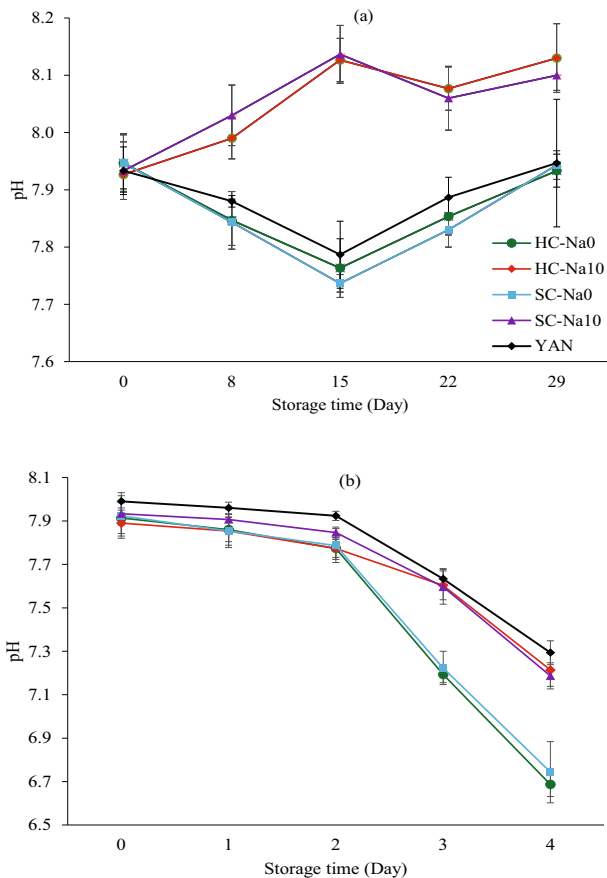 (a)
8.2
8.1
8.0
7.9
7.8
7.7
7.6
pH
HC-Na0
HC-Na10
SC-Na0
SC-Na10
YAN
0 8 15 22 29
Storage time (Day)
(b)
8.1
7.9
7.7
7.5
7.3
7.1
6.9
6.7
6.5
pH
0 1 2 3 4
Storage time (Day)